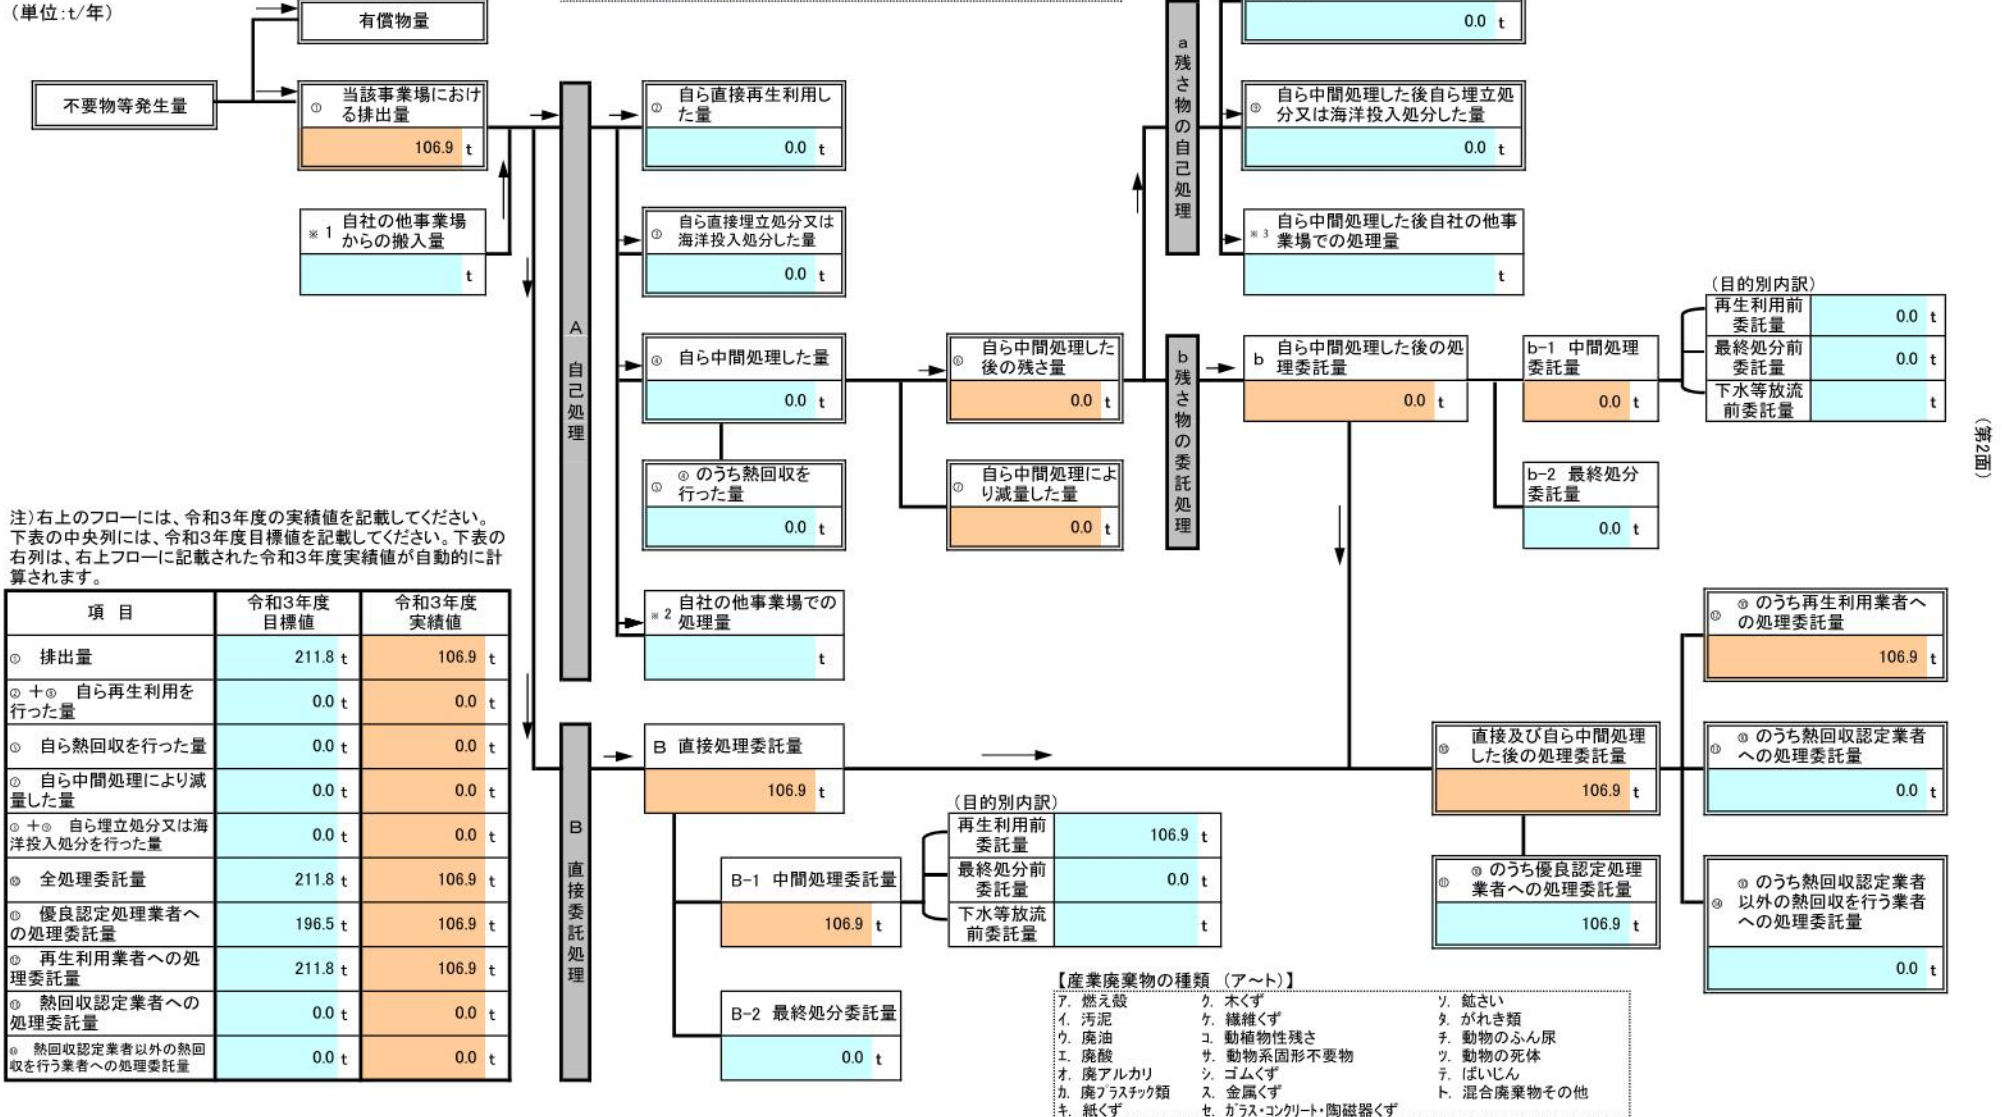 (単位:t/年)
有償物量
0.0 t
不要物等発生量
① 当該事業場におけ
る排出量
106.9 t
※1 自社の他事業場
からの搬入量
t
A 自己処理
② 自ら直接再生利用し
た量
0.0 t
③ 自ら直接埋立処分又は
海洋投入処分した量
0.0 t
④ 自ら中間処理した量
0.0 t
⑤ ④のうち熱回収を
行った量
0.0 t
※2 自社の他事業場での
処理量
t
⑥ 自ら中間処理した
後の残さ量
0.0 t
⑦ 自ら中間処理によ
り減量した量
0.0 t
a 残さ物の自己処理
⑨ 自ら中間処理した後自ら埋立処
分又は海洋投入処分した量
0.0 t
※3 自ら中間処理した後自社の他事
業場での処理量
t
b 残さ物の委託処理
b 自ら中間処理した後の処
理委託量
0.0 t
b-1 中間処理
委託量
0.0 t
b-2 最終処分
委託量
0.0 t
(目的別内訳)
再生利用前
委託量
0.0 t
最終処分前
委託量
0.0 t
下水等放流
前委託量
t
(第2面)
注)右上のフローには、令和3年度の実績値を記載してください。
下表の中央列には、令和3年度目標値を記載してください。下表の
右列は、右上フローに記載された令和3年度実績値が自動的に計
算されます。
項 目
令和3年度
目標値
令和3年度
実績値
① 排出量
211.8 t
106.9 t
②+⑧ 自ら再生利用を
行った量
0.0 t
0.0 t
⑤ 自ら熱回収を行った量
0.0 t
0.0 t
⑦ 自ら中間処理により減
量した量
0.0 t
0.0 t
③+⑨ 自ら埋立処分又は海
洋投入処分を行った量
0.0 t
0.0 t
⑩ 全処理委託量
211.8 t
106.9 t
⑪ 優良認定処理業者へ
の処理委託量
196.5 t
106.9 t
⑫ 再生利用業者への処
理委託量
211.8 t
106.9 t
⑬ 熱回収認定業者への
処理委託量
0.0 t
0.0 t
⑭ 熱回収認定業者以外の熱回
収を行う業者への処理委託量
0.0 t
0.0 t
B 直接委託処理
B 直接処理委託量
106.9 t
B-1 中間処理委託量
106.9 t
B-2 最終処分委託量
0.0 t
(目的別内訳)
再生利用前
委託量
106.9 t
最終処分前
委託量
0.0 t
下水等放流
前委託量
t
⑩ 直接及び自ら中間処理
した後の処理委託量
106.9 t
⑪ ⑩のうち優良認定処理
業者への処理委託量
106.9 t
⑫ ⑩のうち再生利用業者へ
の処理委託量
106.9 t
⑬ ⑩のうち熱回収認定業者
への処理委託量
0.0 t
⑭ ⑩のうち熱回収認定業者
以外の熱回収を行う業者
への処理委託量
0.0 t
【産業廃棄物の種類 (ア~ト)】
ア. 燃え殻
イ. 汚泥
ウ. 廃油
エ. 廃酸
オ. 廃アルカリ
カ. 廃プラスチック類
キ. 紙くず
ク. 木くず
ケ. 繊維くず
コ. 動植物性残さ
サ. 動物系固形不要物
シ. ゴムくず
ス. 金属くず
セ. ガラス・コンクリート・陶磁器くず
ソ. 鉱さい
タ. がれき類
チ. 動物のふん尿
ツ. 動物の死体
テ. ばいじん
ト. 混合廃棄物その他